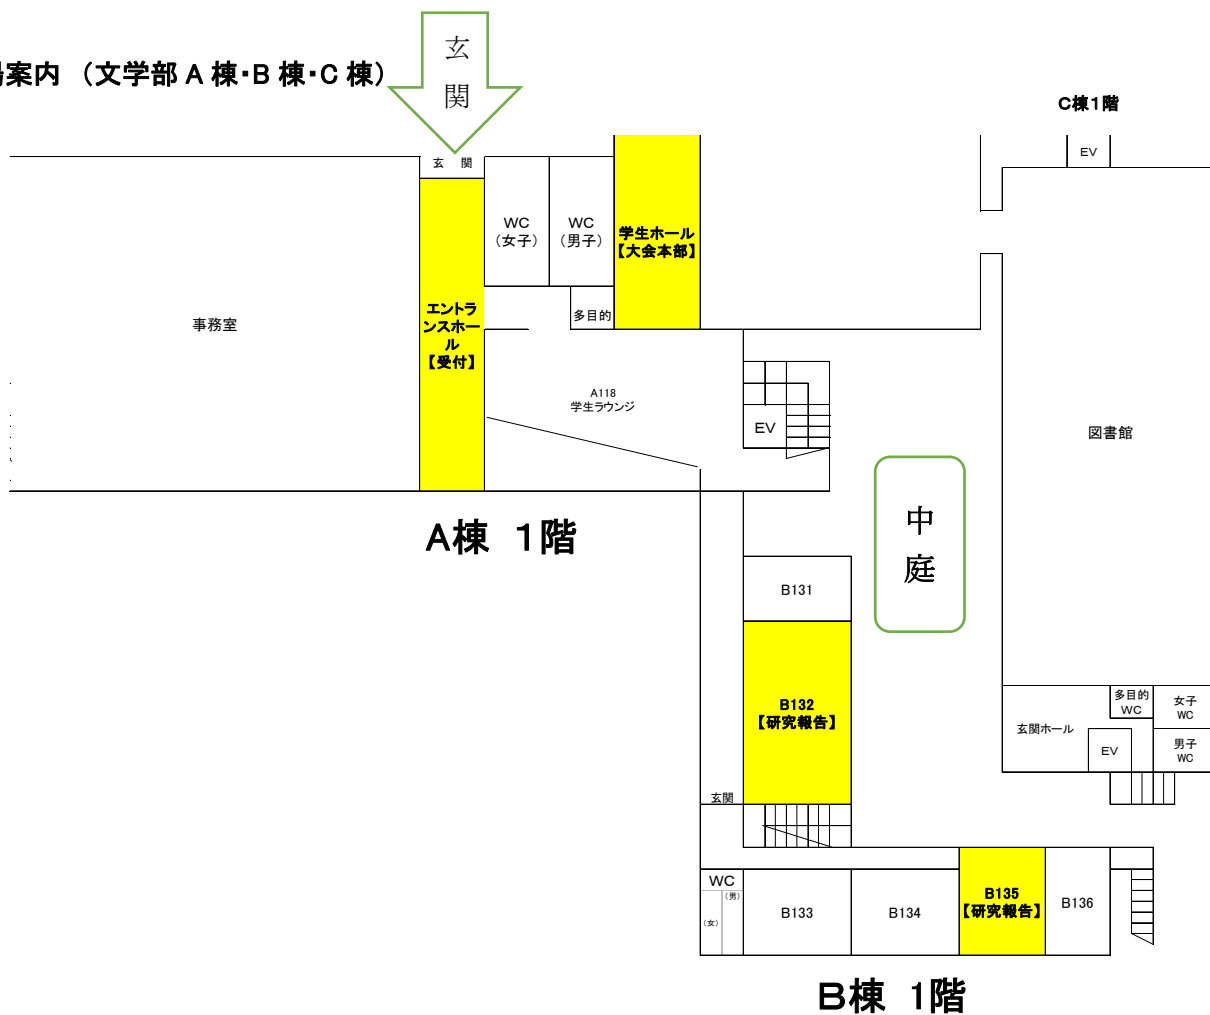 案内 （文学部 A 棟・B 棟・C 棟）
玄
関
C棟1階
EV
玄 関
WC
（女子）
WC
（男子）
学生ホール
【大会本部】
多目的
エントラ
ンスホー
ル
【受付】
事務室
A118
学生ラウンジ
EV
図書館
中
庭
A棟 1階
B131
B132
【研究報告】
玄関
玄関ホール
多目的
WC
EV
女子
WC
男子
WC
WC
（男）
（女）
B133
B134
B135
【研究報告】
B136
B棟 1階